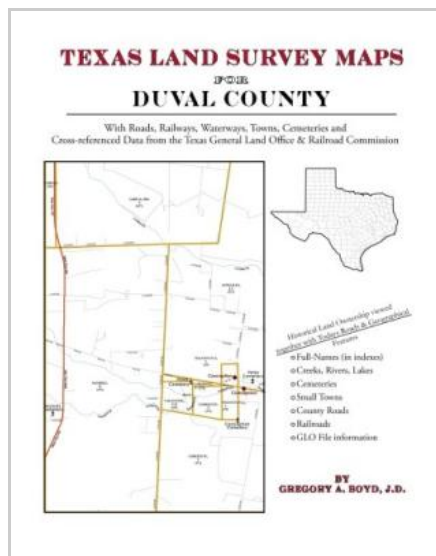 TEXAS LAND SURVEY MAPS
FOR
DUVAL COUNTY
With Roads, Railways, Waterways, Towns, Cemeteries and
Cross-referenced Data from the Texas General Land Office & Railroad Commission
Historical Land Ownership viewed
together with Todays Roads & Geographical
Features
Full-Names (in indexes)
Creeks, Rivers, Lakes
Cemeteries
Small Towns
County Roads
Railroads
GLO File information
BY
GREGORY A. BOYD, J.D.